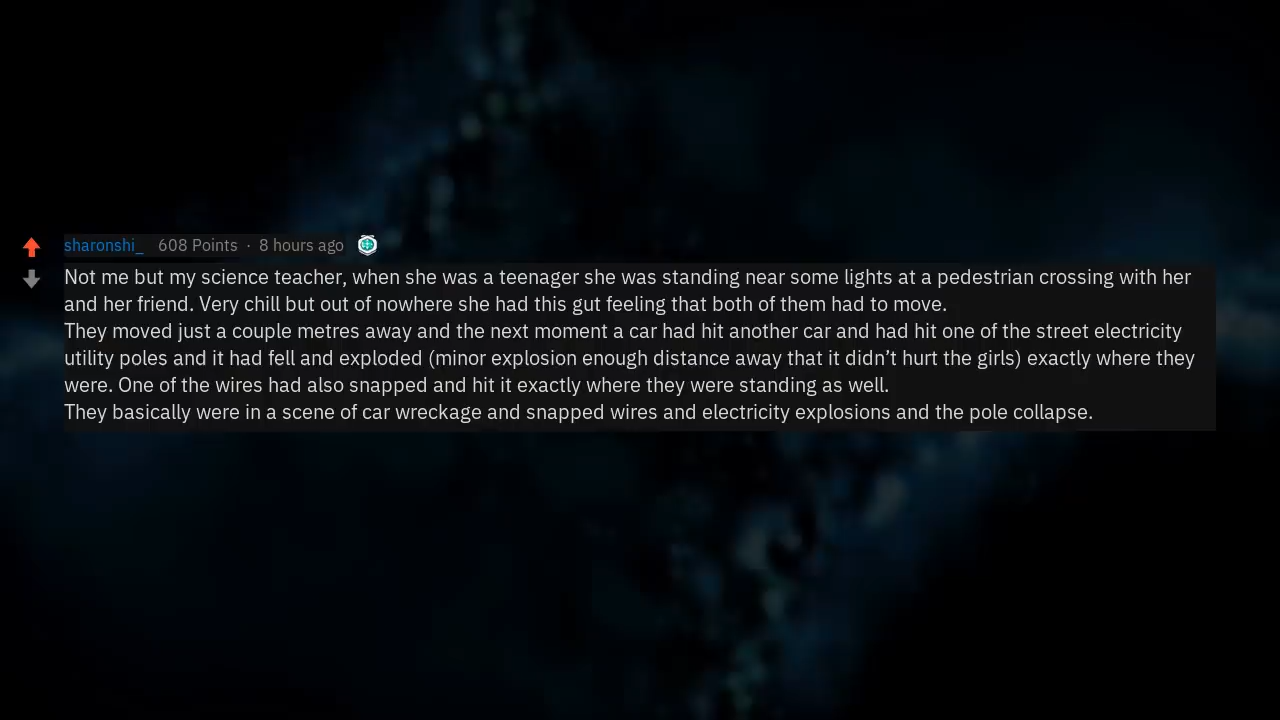 sharonshi_ 608 Points · 8 hours ago
Not me but my science teacher, when she was a teenager she was standing near some lights at a pedestrian crossing with her
and her friend. Very chill but out of nowhere she had this gut feeling that both of them had to move.
They moved just a couple metres away and the next moment a car had hit another car and had hit one of the street electricity
utility poles and it had fell and exploded (minor explosion enough distance away that it didn’t hurt the girls) exactly where they
were. One of the wires had also snapped and hit it exactly where they were standing as well.
They basically were in a scene of car wreckage and snapped wires and electricity explosions and the pole collapse.